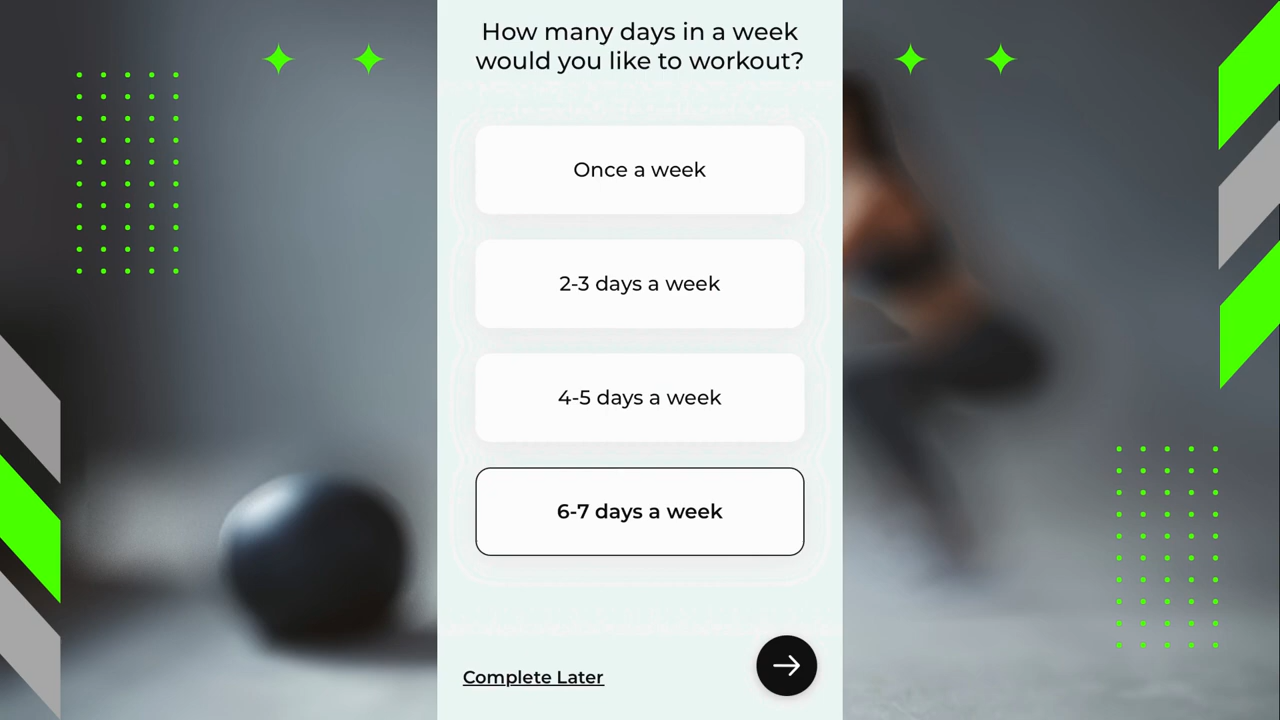 How many days in a week
would you like to workout?
Once a week
2-3 days a week
4-5 days a week
6-7 days a week
Complete Later